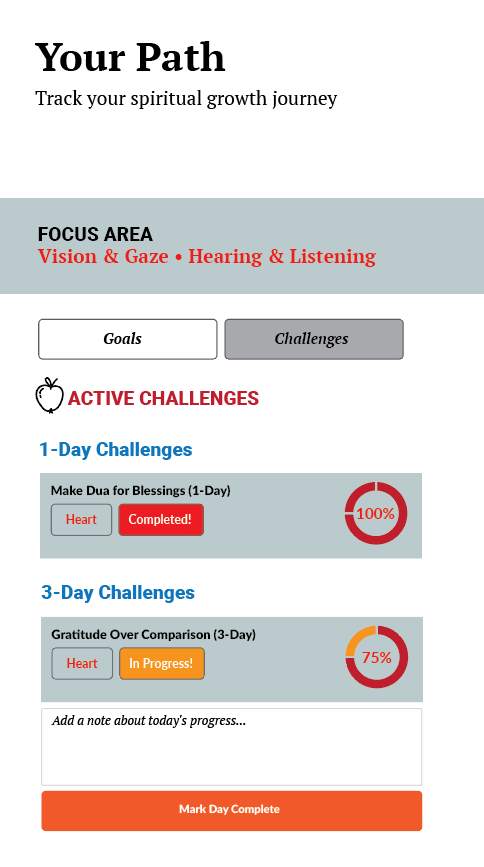 Your Path
Track your spiritual growth journey
FOCUS AREA
Vision & Gaze • Hearing & Listening
Goals
Challenges
ACTIVE CHALLENGES
1-Day Challenges
Make Dua for Blessings (1-Day)
Heart
Completed!
100%
3-Day Challenges
Gratitude Over Comparison (3-Day)
Heart
In Progress!
75%
Add a note about today's progress...
Mark Day Complete